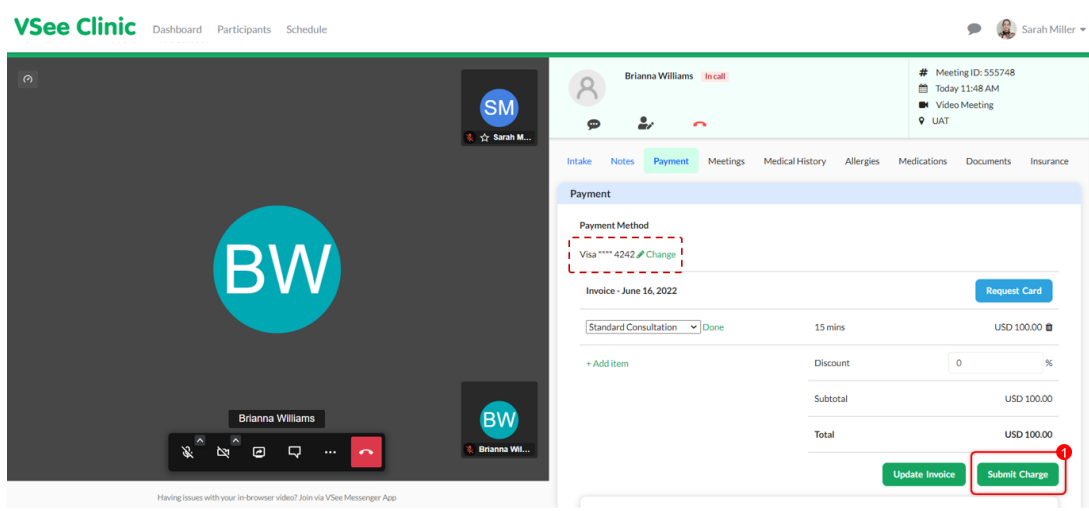 VSee Clinic Dashboard Participants Schedule Sarah Miller
SM
Sarah M...
BW
Brianna Williams
BW
Brianna Wil...
Having issues with your in-browser video? Join via VSee Messenger App
Brianna Williams In call
# Meeting ID: 555748
Today 11:48 AM
Video Meeting
UAT
Intake Notes Payment Meetings Medical History Allergies Medications Documents Insurance
Payment
Payment Method
Visa **** 4242 Change
Invoice - June 16, 2022 Request Card
Standard Consultation Done 15 mins USD 100.00
+ Add item Discount 0 %
Subtotal USD 100.00
Total USD 100.00
1
Update Invoice Submit Charge